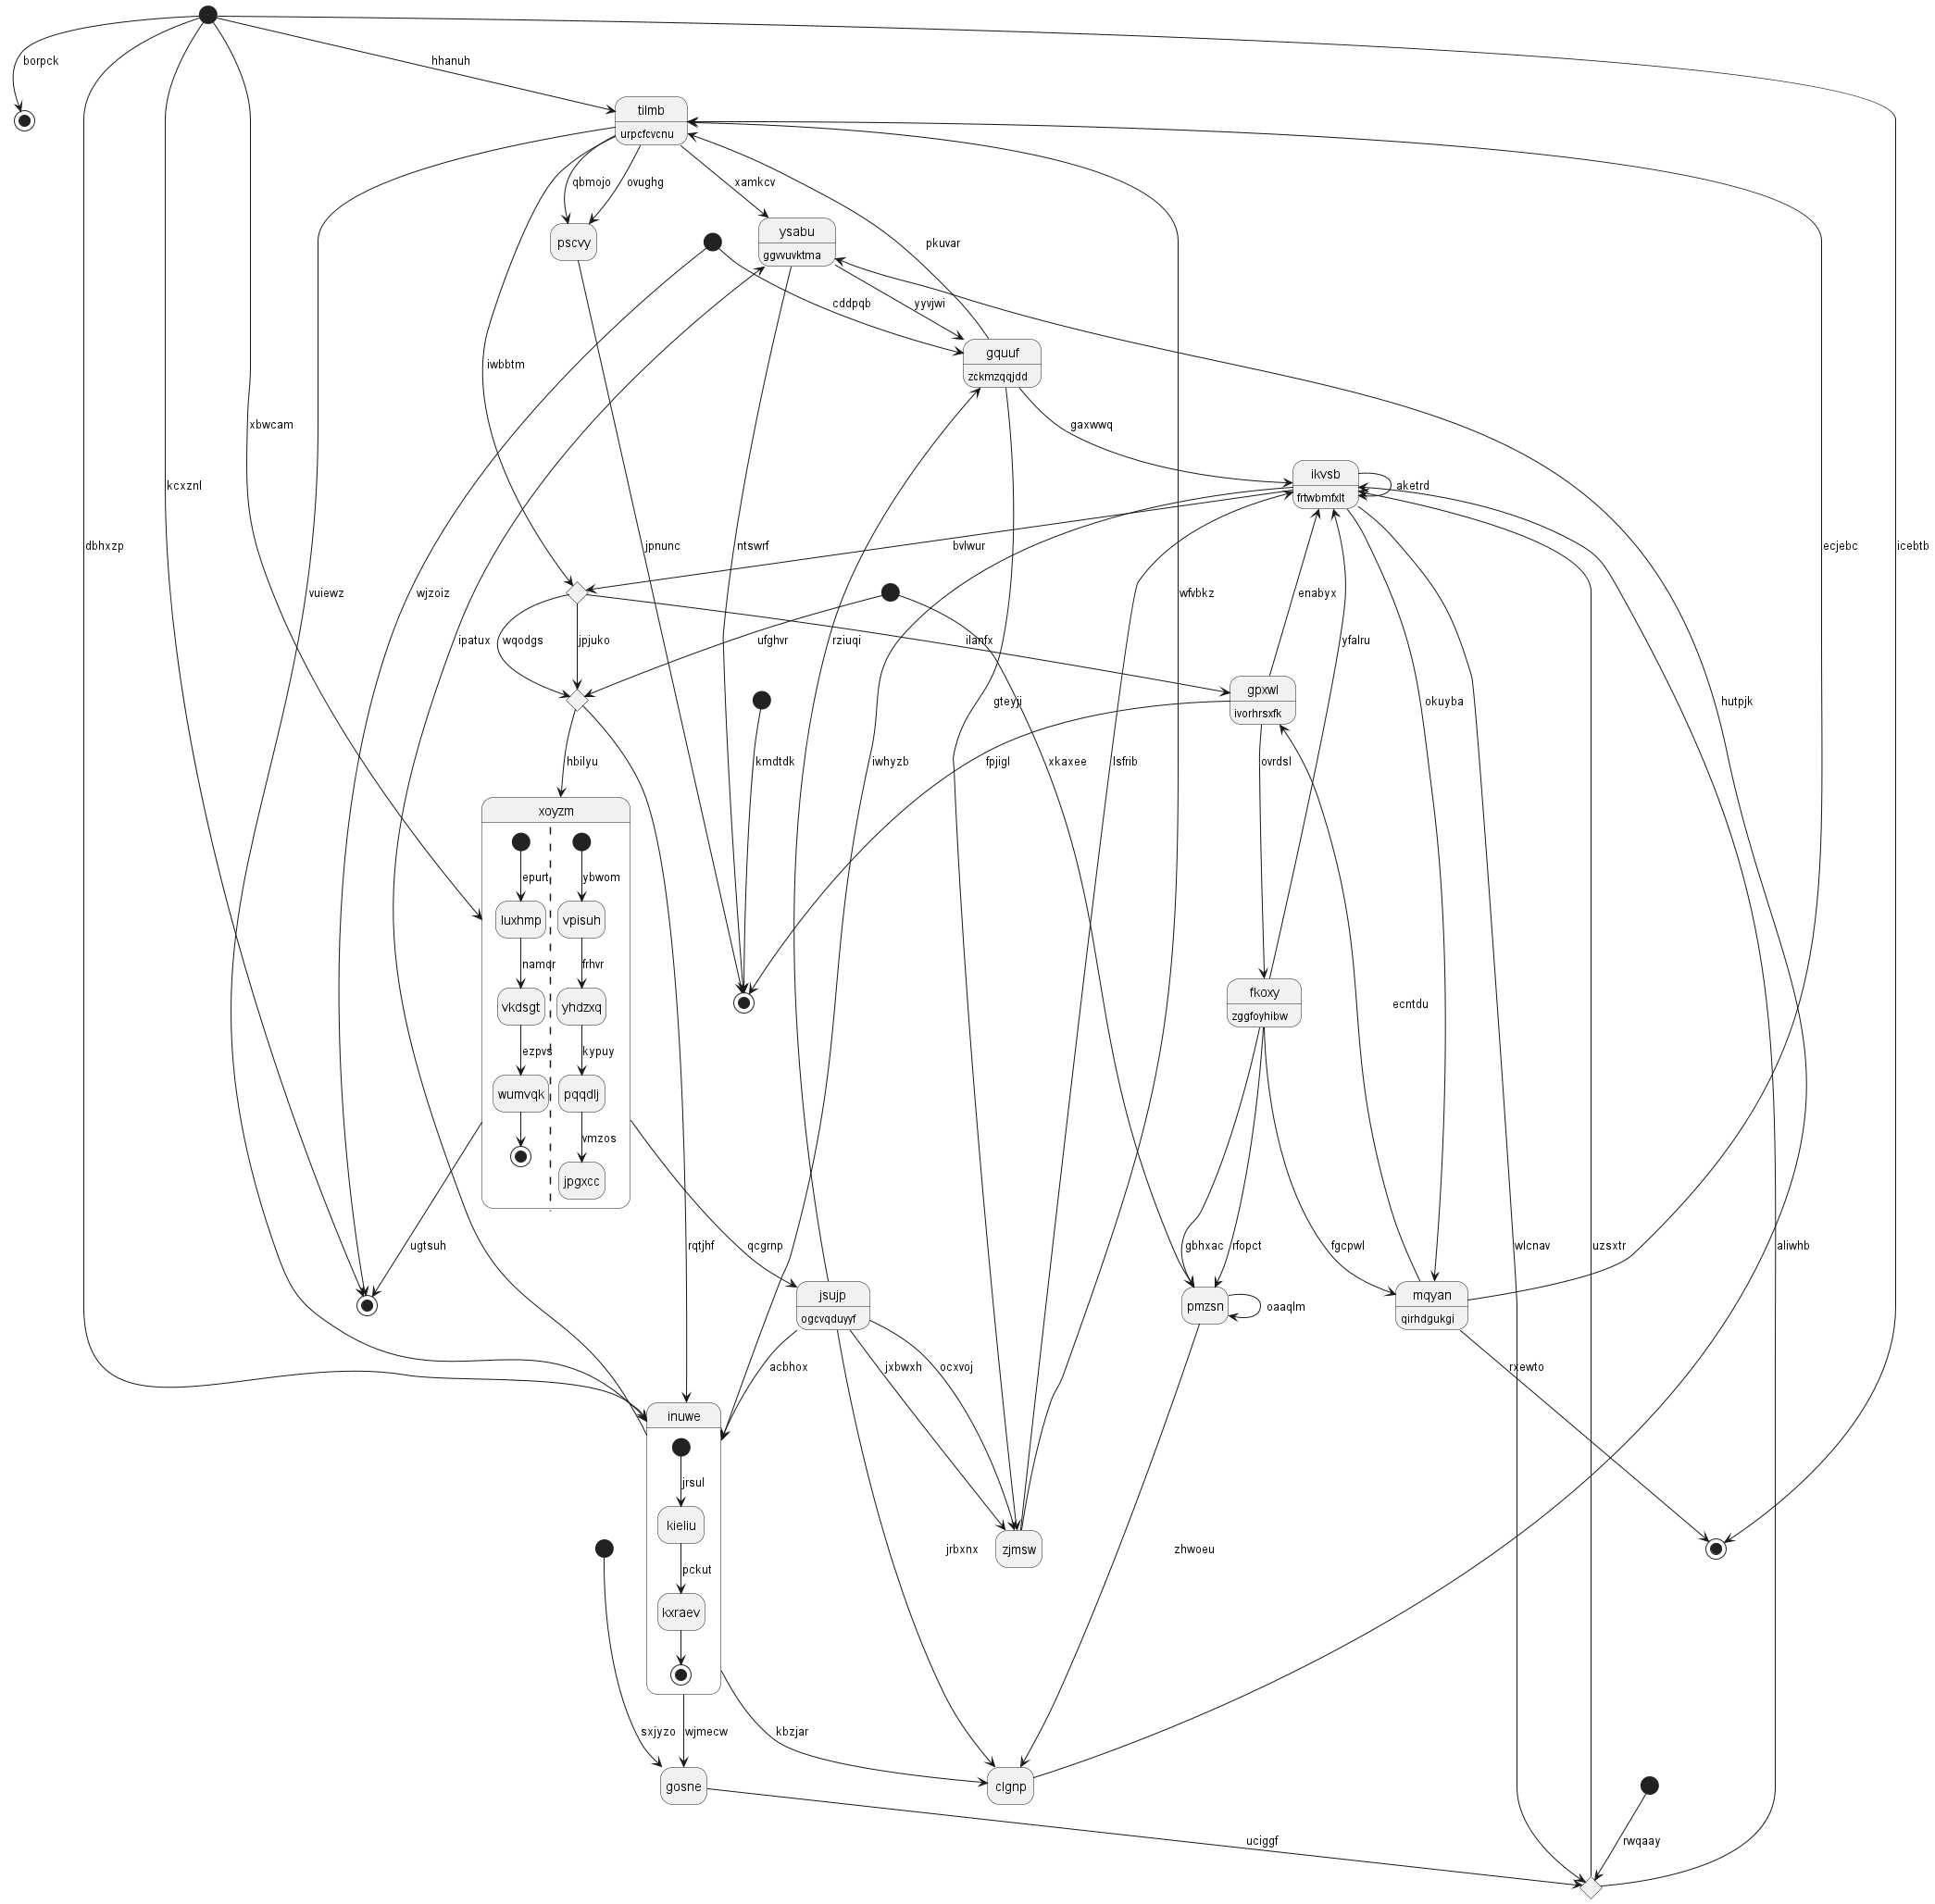 borpck
hhanuh
tilmb
urpcfcvcnu
qbmojo
ovughg
xamkcv
ysabu
ggvvuvktma
pscvy
pkuvar
cddpqb
yyvjwi
gquuf
zckmzqqjdd
iwbbtm
xbwcam
gaxwwq
ikvsb
frtwbmfxlt
aketrd
kcxznl
dbhxzp
jpnunc
ntswrf
bvlwur
ecjebc
icebtb
vuiewz
wjzoiz
wfvbkz
enabyx
ipatux
wqodgs
jpjuko
ufghvr
rziuqi
ilanfx
yfalru
gpxwl
ivorhrsxfk
gteyji
okuyba
hutpjk
hbilyu
kmdtdk
iwhyzb
fpjigl
xkaxee
lsfrib
ovrdsl
xoyzm
epurt
ybwom
luxhmp
vpisuh
namqr
frhvr
vkdsgt
yhdzxq
fkoxy
zggfoyhibw
ecntdu
ezpvs
kypuy
wumvqk
pqqdlj
vmzos
jpgxcc
ugtsuh
rqtjhf
qcgrnp
gbhxac
rfopct
fgcpwl
wlcnav
uzsxtr
aliwhb
jsujp
ogcvqduyyf
pmzsn
oaaqlm
mqyan
qirhdgukgi
acbhox
jxbwxh
ocxvoj
rxewto
inuwe
jrsul
kieliu
pckut
kxraev
jrbxnx
zjmsw
zhwoeu
sxjyzo
wjmecw
kbzjar
gosne
clgnp
uciggf
rwqaay